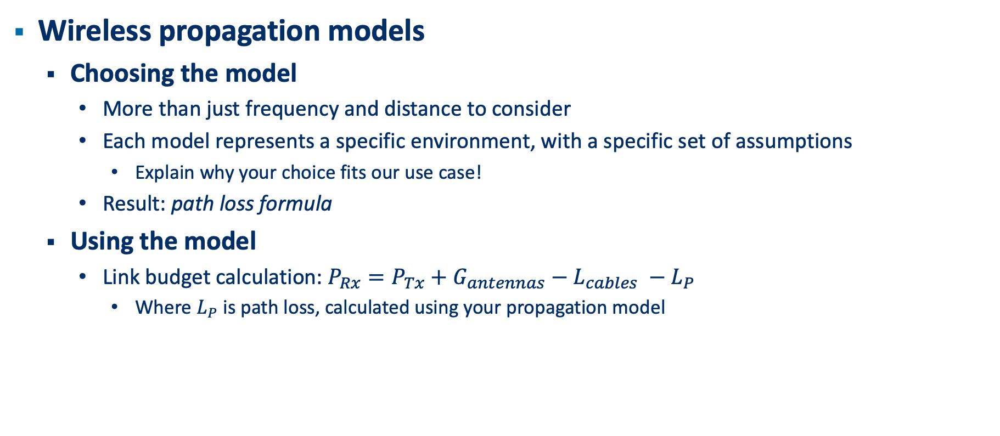 ▪ Wireless propagation models
▪ Choosing the model
• More than just frequency and distance to consider
• Each model represents a specific environment, with a specific set of assumptions
• Explain why your choice fits our use case!
• Result: path loss formula
▪ Using the model
• Link budget calculation: $P_{Rx} = P_{Tx} + G_{antennas} - L_{cables} - L_P$
• Where $L_P$ is path loss, calculated using your propagation model